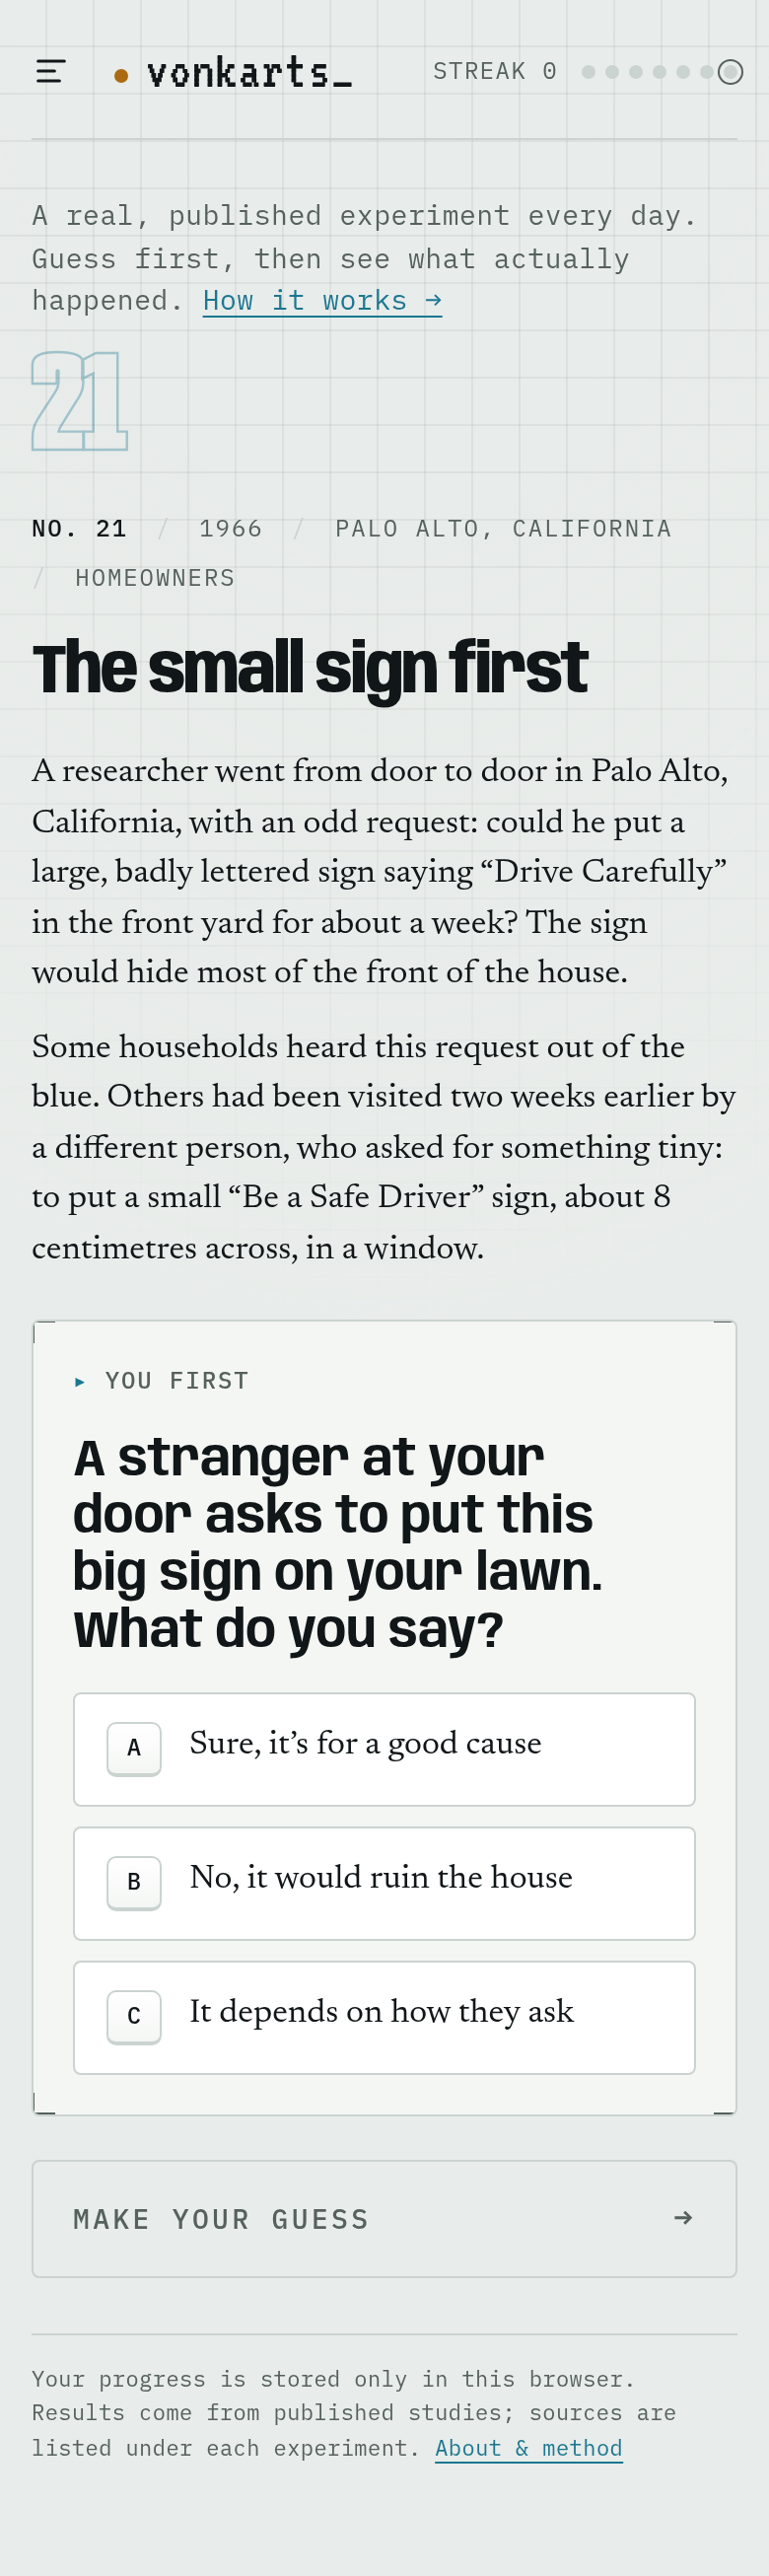 vonkarts_
STREAK 0
A real, published experiment every day.
Guess first, then see what actually
happened. How it works →
21
NO. 21 / 1966 / PALO ALTO, CALIFORNIA
/ HOMEOWNERS
The small sign first
A researcher went from door to door in Palo Alto,
California, with an odd request: could he put a
large, badly lettered sign saying “Drive Carefully”
in the front yard for about a week? The sign
would hide most of the front of the house.
Some households heard this request out of the
blue. Others had been visited two weeks earlier by
a different person, who asked for something tiny:
to put a small “Be a Safe Driver” sign, about 8
centimetres across, in a window.
▸ YOU FIRST
A stranger at your
door asks to put this
big sign on your lawn.
What do you say?
A Sure, it’s for a good cause
B No, it would ruin the house
C It depends on how they ask
MAKE YOUR GUESS →
Your progress is stored only in this browser.
Results come from published studies; sources are
listed under each experiment. About & method